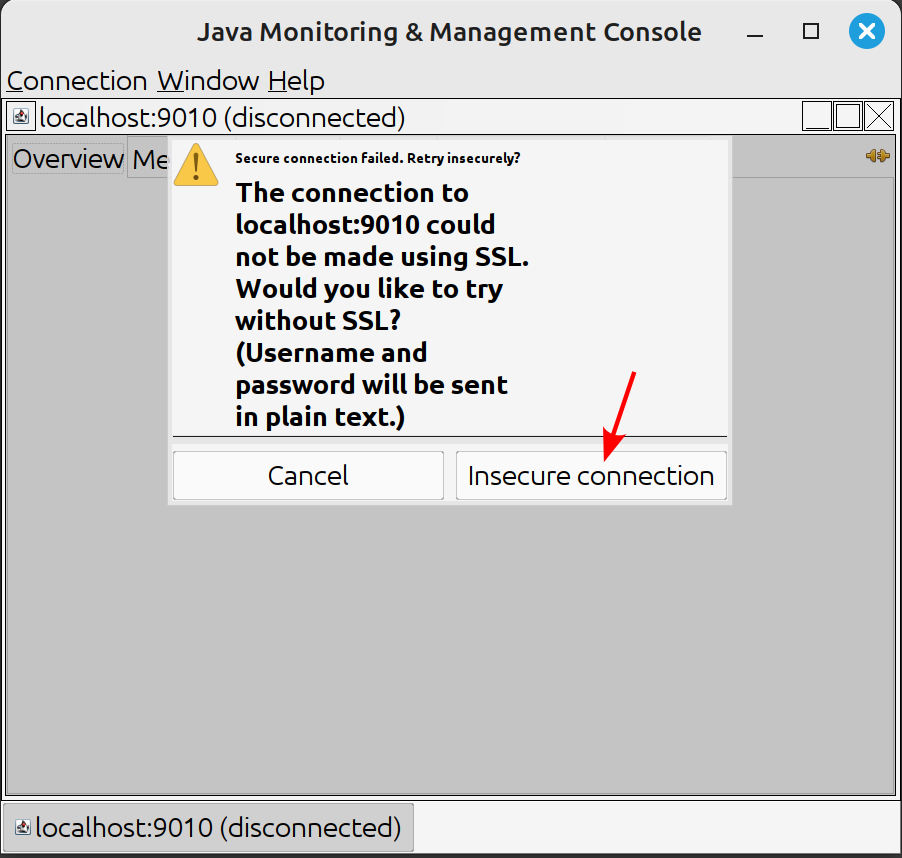 Java Monitoring & Management Console
Connection Window Help
localhost:9010 (disconnected)
Overview Me
Secure connection failed. Retry insecurely?
The connection to
localhost:9010 could
not be made using SSL.
Would you like to try
without SSL?
(Username and
password will be sent
in plain text.)
Cancel Insecure connection
localhost:9010 (disconnected)